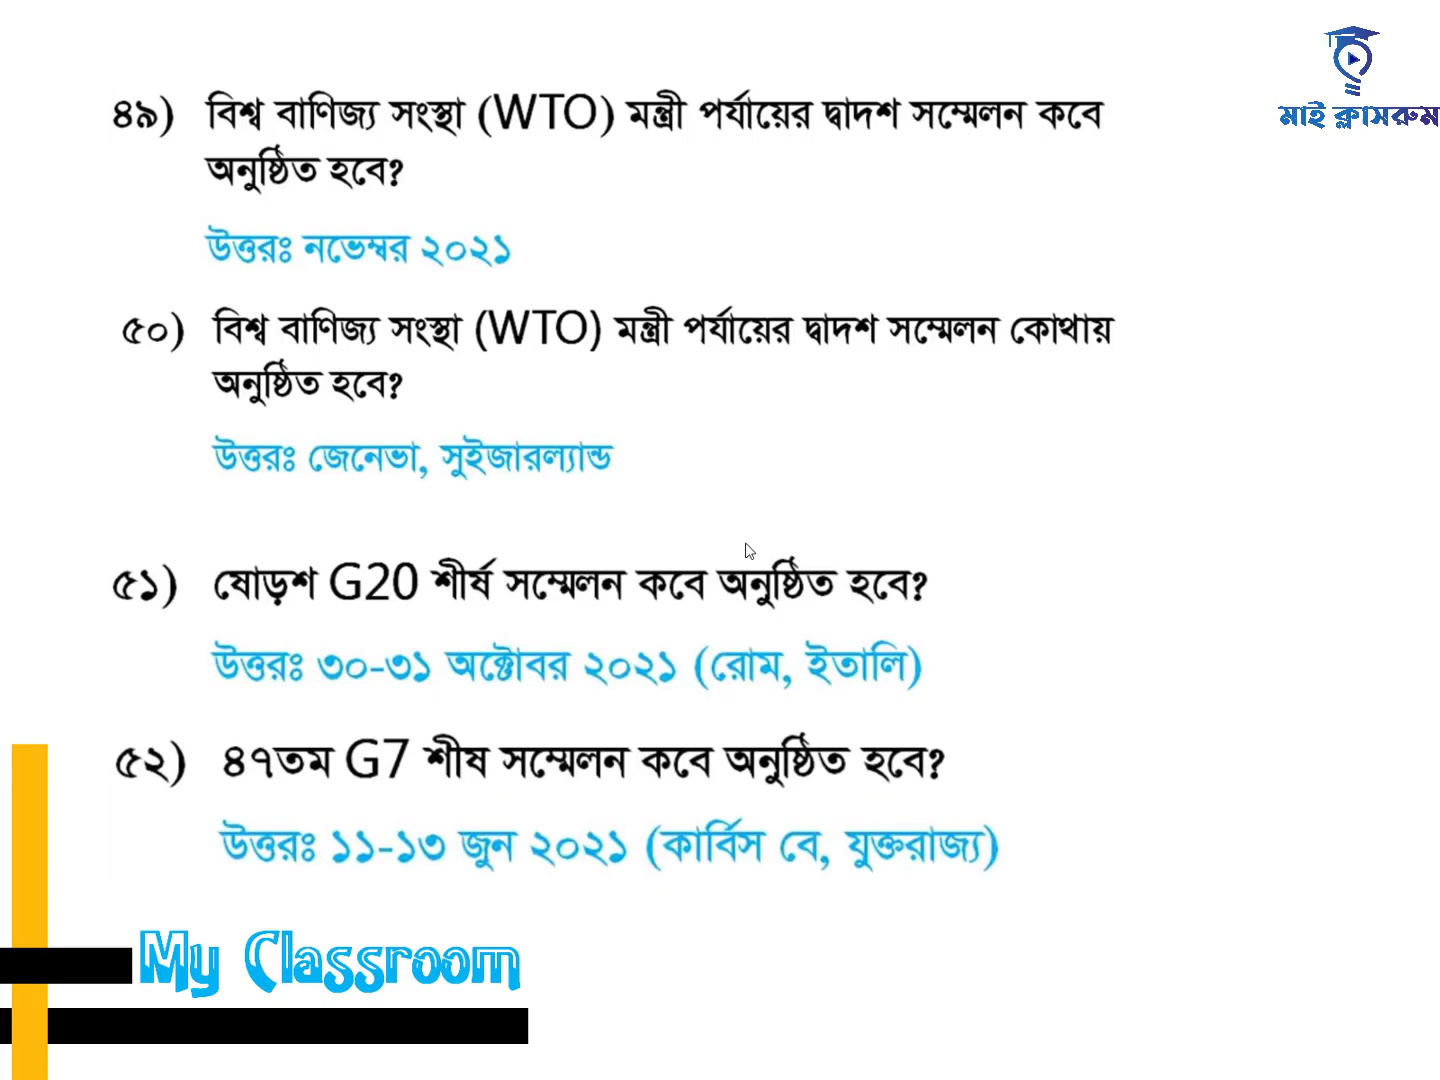 মাই ক্লাসরুম
৪৯) বিশ্ব বাণিজ্য সংস্থা (WTO) মন্ত্রী পর্যায়ের দ্বাদশ সম্মেলন কবে
অনুষ্ঠিত হবে?
উত্তরঃ নভেম্বর ২০২১
৫০) বিশ্ব বাণিজ্য সংস্থা (WTO) মন্ত্রী পর্যায়ের দ্বাদশ সম্মেলন কোথায়
অনুষ্ঠিত হবে?
উত্তরঃ জেনেভা, সুইজারল্যান্ড
৫১) ষোড়শ G20 শীর্ষ সম্মেলন কবে অনুষ্ঠিত হবে?
উত্তরঃ ৩০-৩১ অক্টোবর ২০২১ (রোম, ইতালি)
৫২) ৪৭তম G7 শীষ সম্মেলন কবে অনুষ্ঠিত হবে?
উত্তরঃ ১১-১৩ জুন ২০২১ (কার্বিস বে, যুক্তরাজ্য)
My Classroom